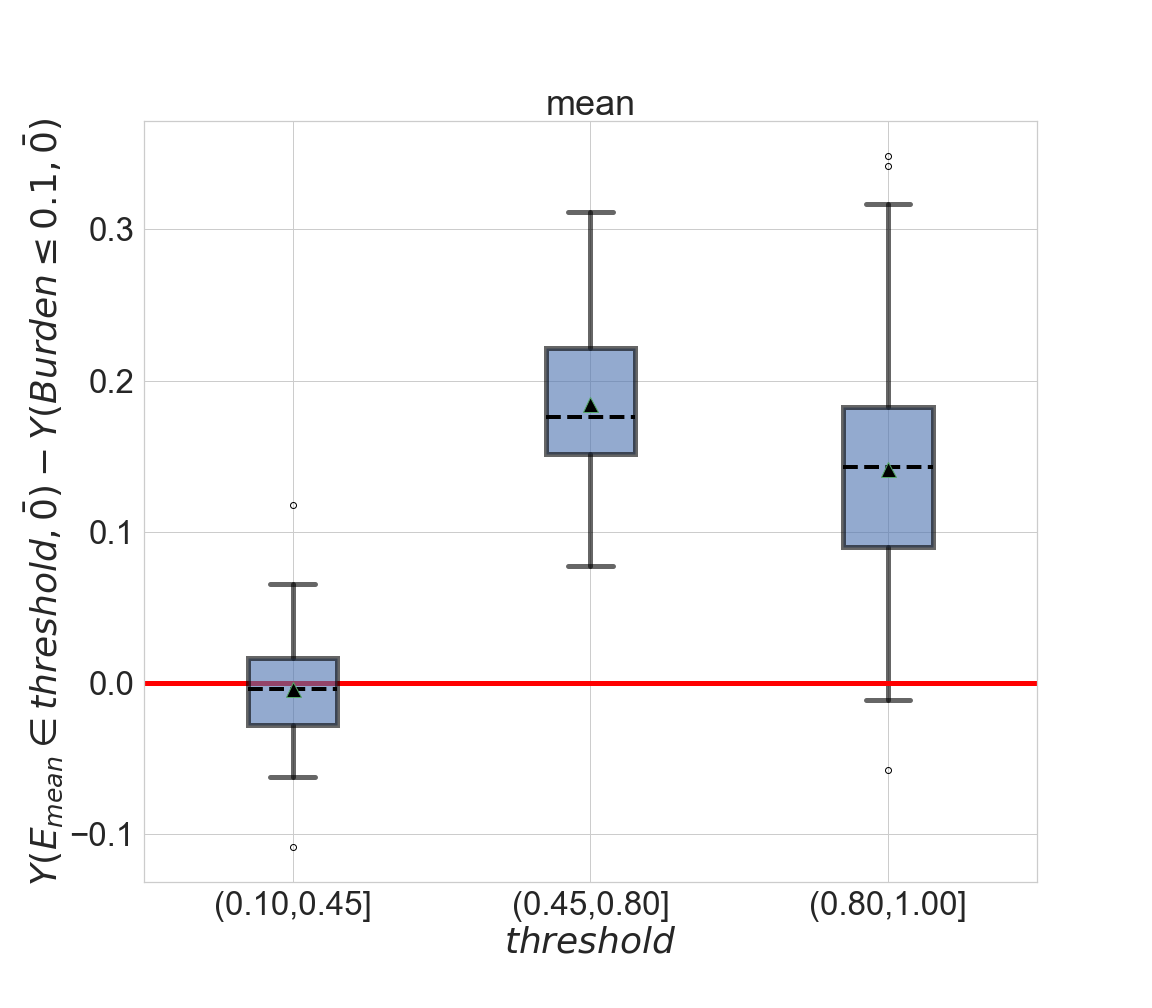 mean
Y(E_mean ∈ threshold, 0̄) − Y(Burden ≤ 0.1, 0̄)
0.3
0.2
0.1
0.0
−0.1
(0.10,0.45] (0.45,0.80] (0.80,1.00]
threshold